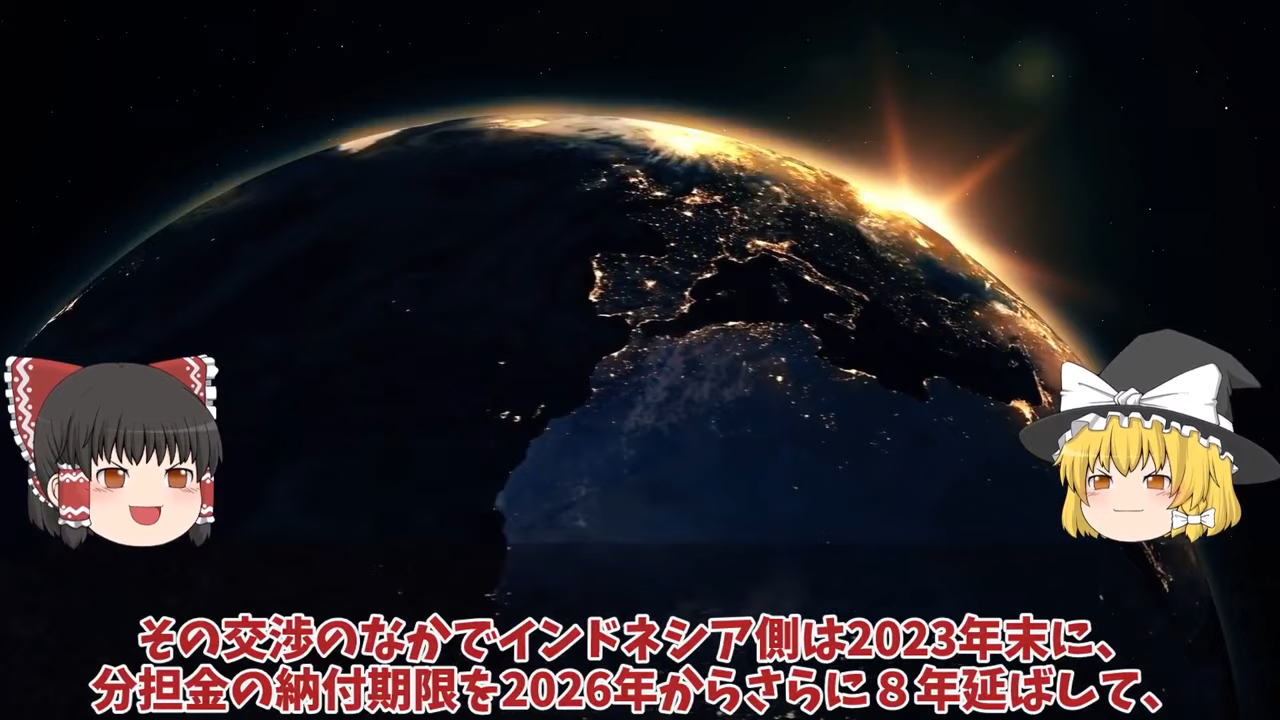 その交渉のなかでインドネシア側は2023年末に、
分担金の納付期限を2026年からさらに８年延ばして、